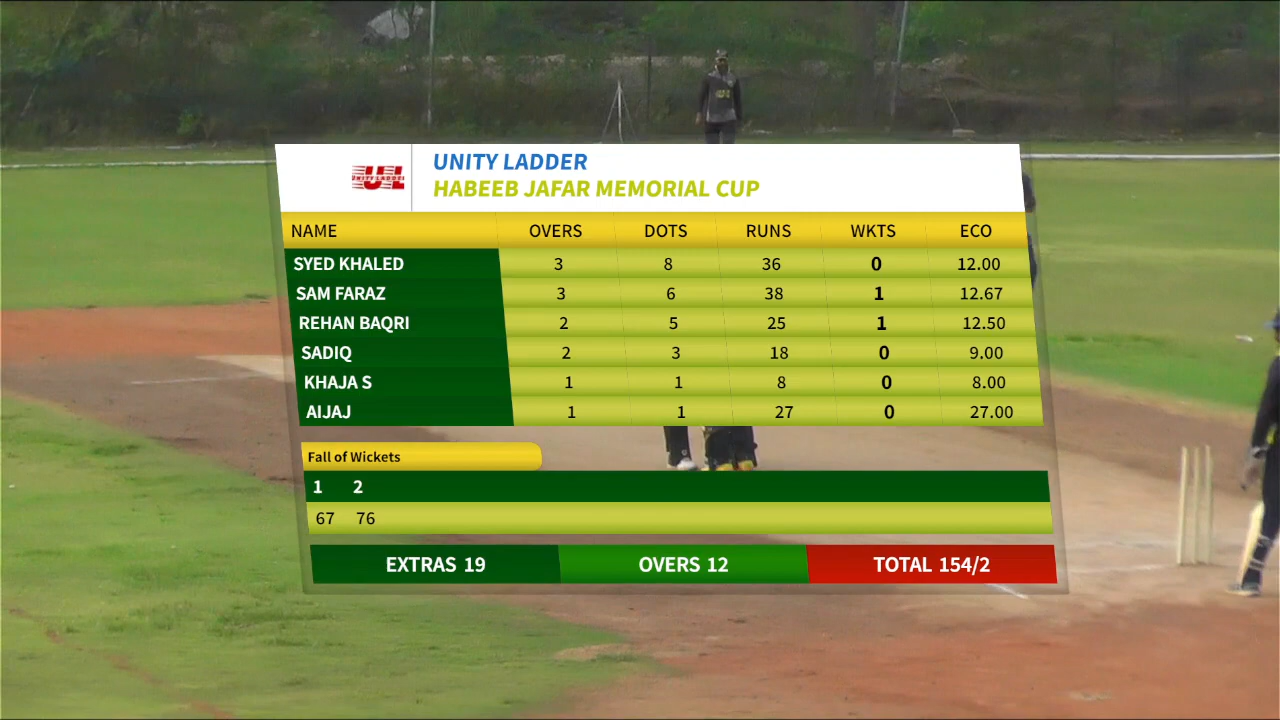 UNITY LADDER
UNITY LADDER
HABEEB JAFAR MEMORIAL CUP
NAME OVERS DOTS RUNS WKTS ECO
SYED KHALED 3 8 36 0 12.00
SAM FARAZ 3 6 38 1 12.67
REHAN BAQRI 2 5 25 1 12.50
SADIQ 2 3 18 0 9.00
KHAJA S 1 1 8 0 8.00
AIJAJ 1 1 27 0 27.00
Fall of Wickets
1 2
67 76
EXTRAS 19 OVERS 12 TOTAL 154/2